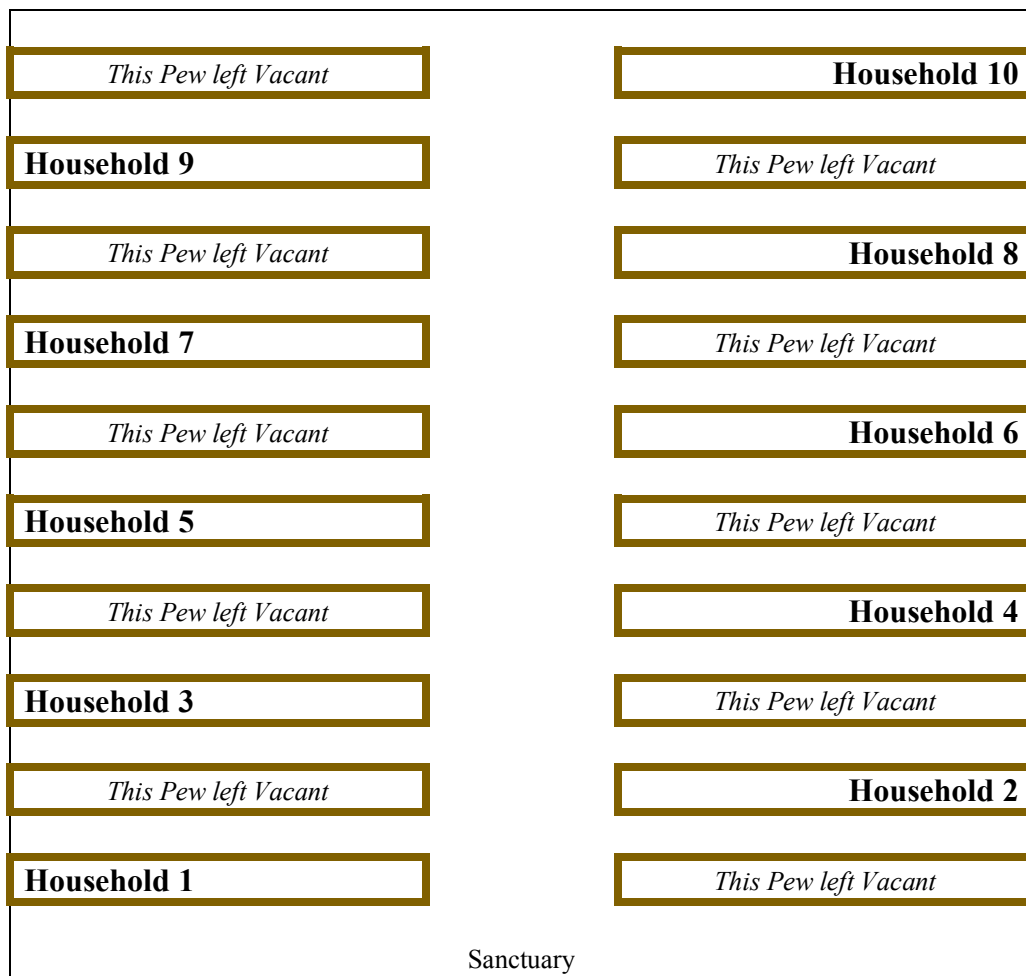 This Pew left Vacant
Household 10
Household 9
This Pew left Vacant
This Pew left Vacant
Household 8
Household 7
This Pew left Vacant
This Pew left Vacant
Household 6
Household 5
This Pew left Vacant
This Pew left Vacant
Household 4
Household 3
This Pew left Vacant
This Pew left Vacant
Household 2
Household 1
This Pew left Vacant
Sanctuary